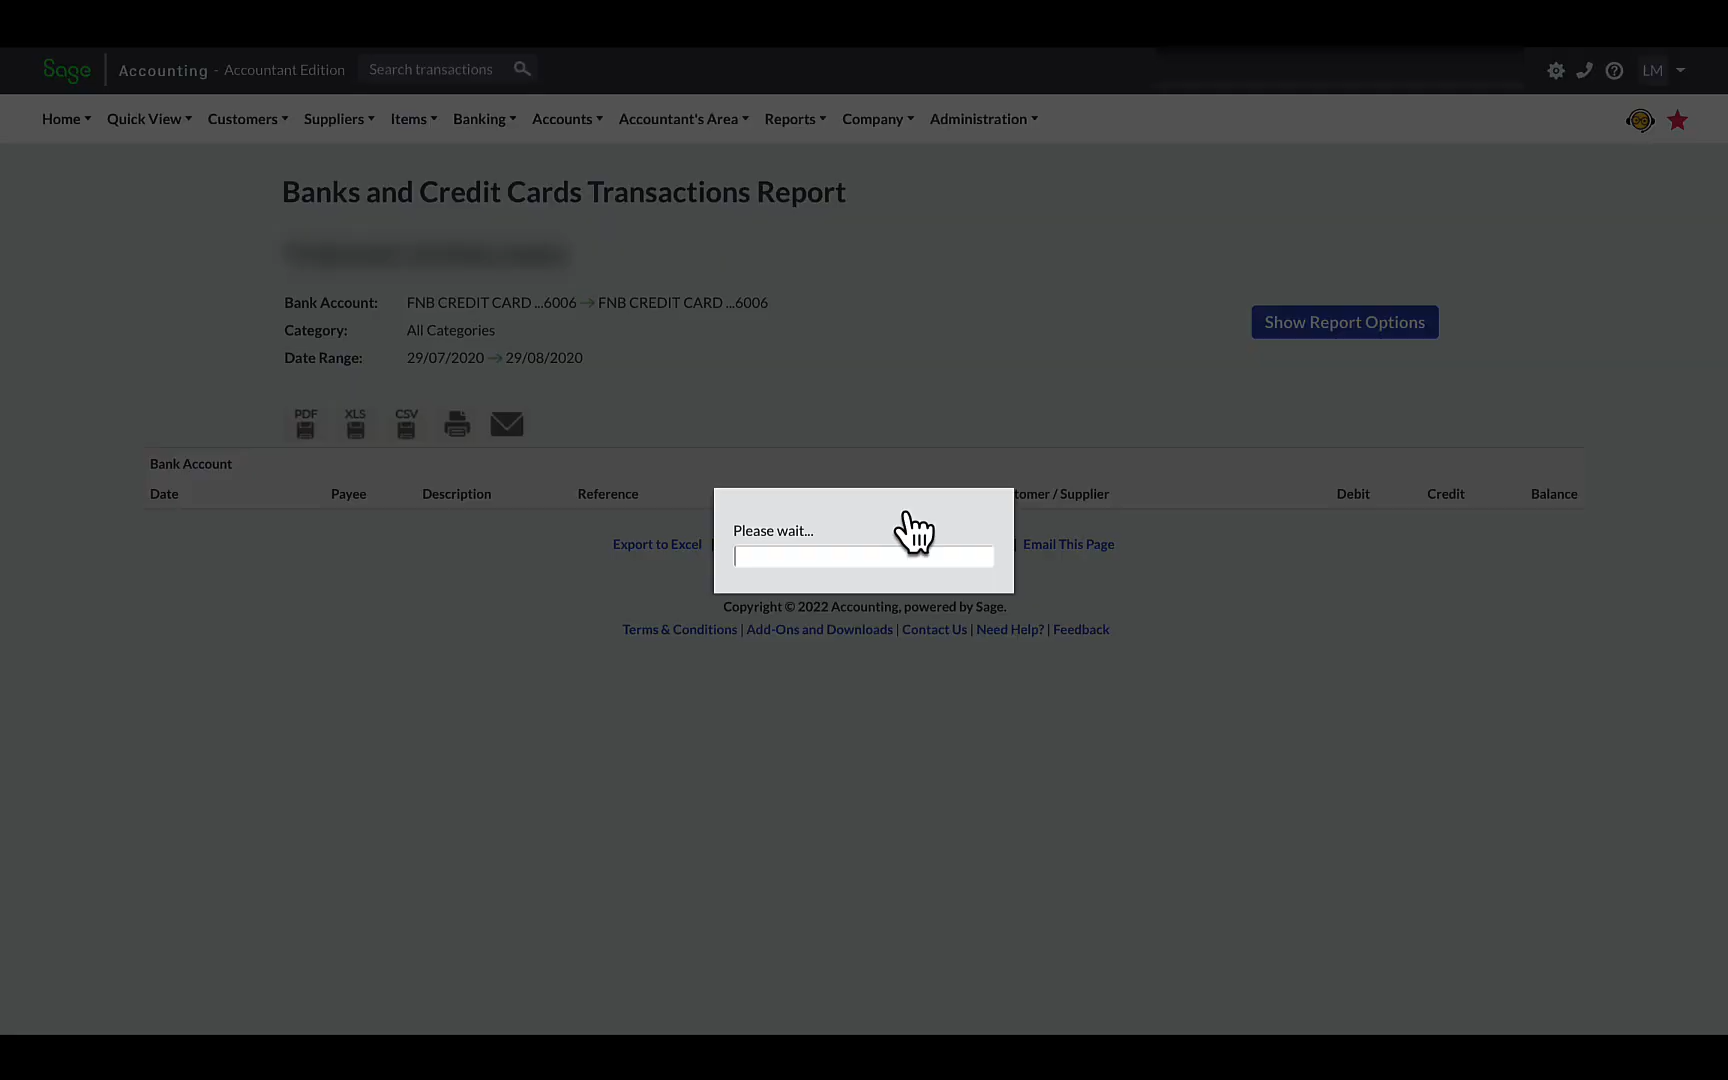 Sage Accounting - Accountant Edition Search transactions LM
Home Quick View Customers Suppliers Items Banking Accounts Accountant's Area Reports Company Administration
Banks and Credit Cards Transactions Report
Bank Account: FNB CREDIT CARD ...6006 → FNB CREDIT CARD ...6006
Category: All Categories
Show Report Options
Date Range: 29/07/2020 → 29/08/2020
PDF XLS CSV
Bank Account
Date Payee Description Reference tomer / Supplier Debit Credit Balance
Please wait...
Export to Excel | | Email This Page
Copyright © 2022 Accounting, powered by Sage.
Terms & Conditions | Add-Ons and Downloads | Contact Us | Need Help? | Feedback